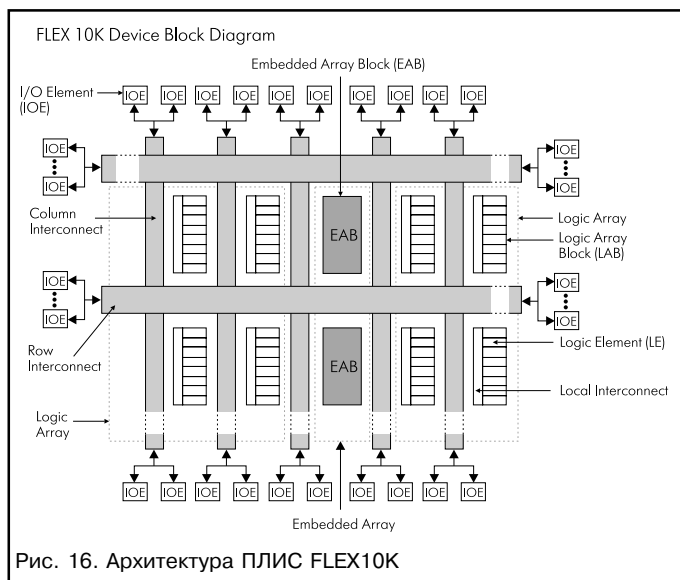 FLEX 10K Device Block Diagram
Embedded Array Block (EAB)
I/O Element
(IOE)
IOE IOE IOE IOE IOE IOE IOE IOE IOE IOE
IOE
IOE
IOE
IOE
Column
Interconnect
EAB
Logic Array
Logic Array
Block (LAB)
IOE
IOE
IOE
IOE
Row
Interconnect
EAB
Logic Element (LE)
Local Interconnect
Logic
Array
IOE IOE IOE IOE IOE IOE IOE IOE IOE IOE
Embedded Array
Рис. 16. Архитектура ПЛИС FLEX10K